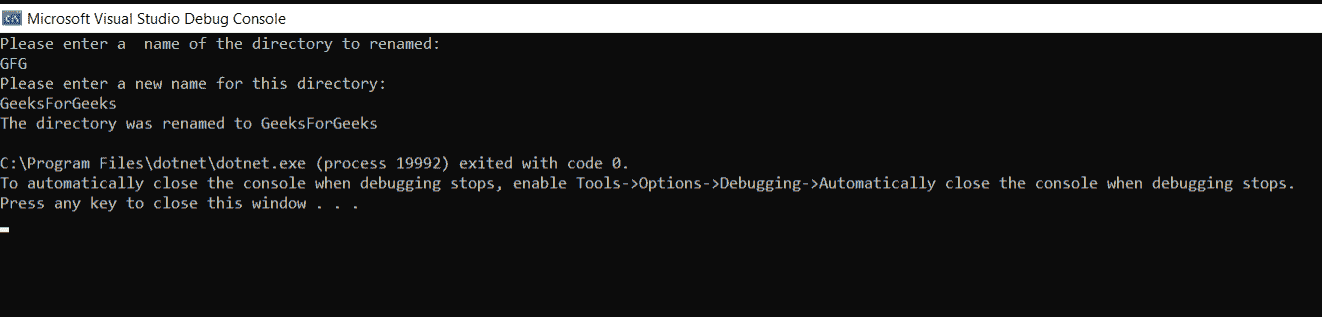 Microsoft Visual Studio Debug Console
Please enter a  name of the directory to renamed:
GFG
Please enter a new name for this directory:
GeeksForGeeks
The directory was renamed to GeeksForGeeks
C:\Program Files\dotnet\dotnet.exe (process 19992) exited with code 0.
To automatically close the console when debugging stops, enable Tools->Options->Debugging->Automatically close the console when debugging stops.
Press any key to close this window . . .